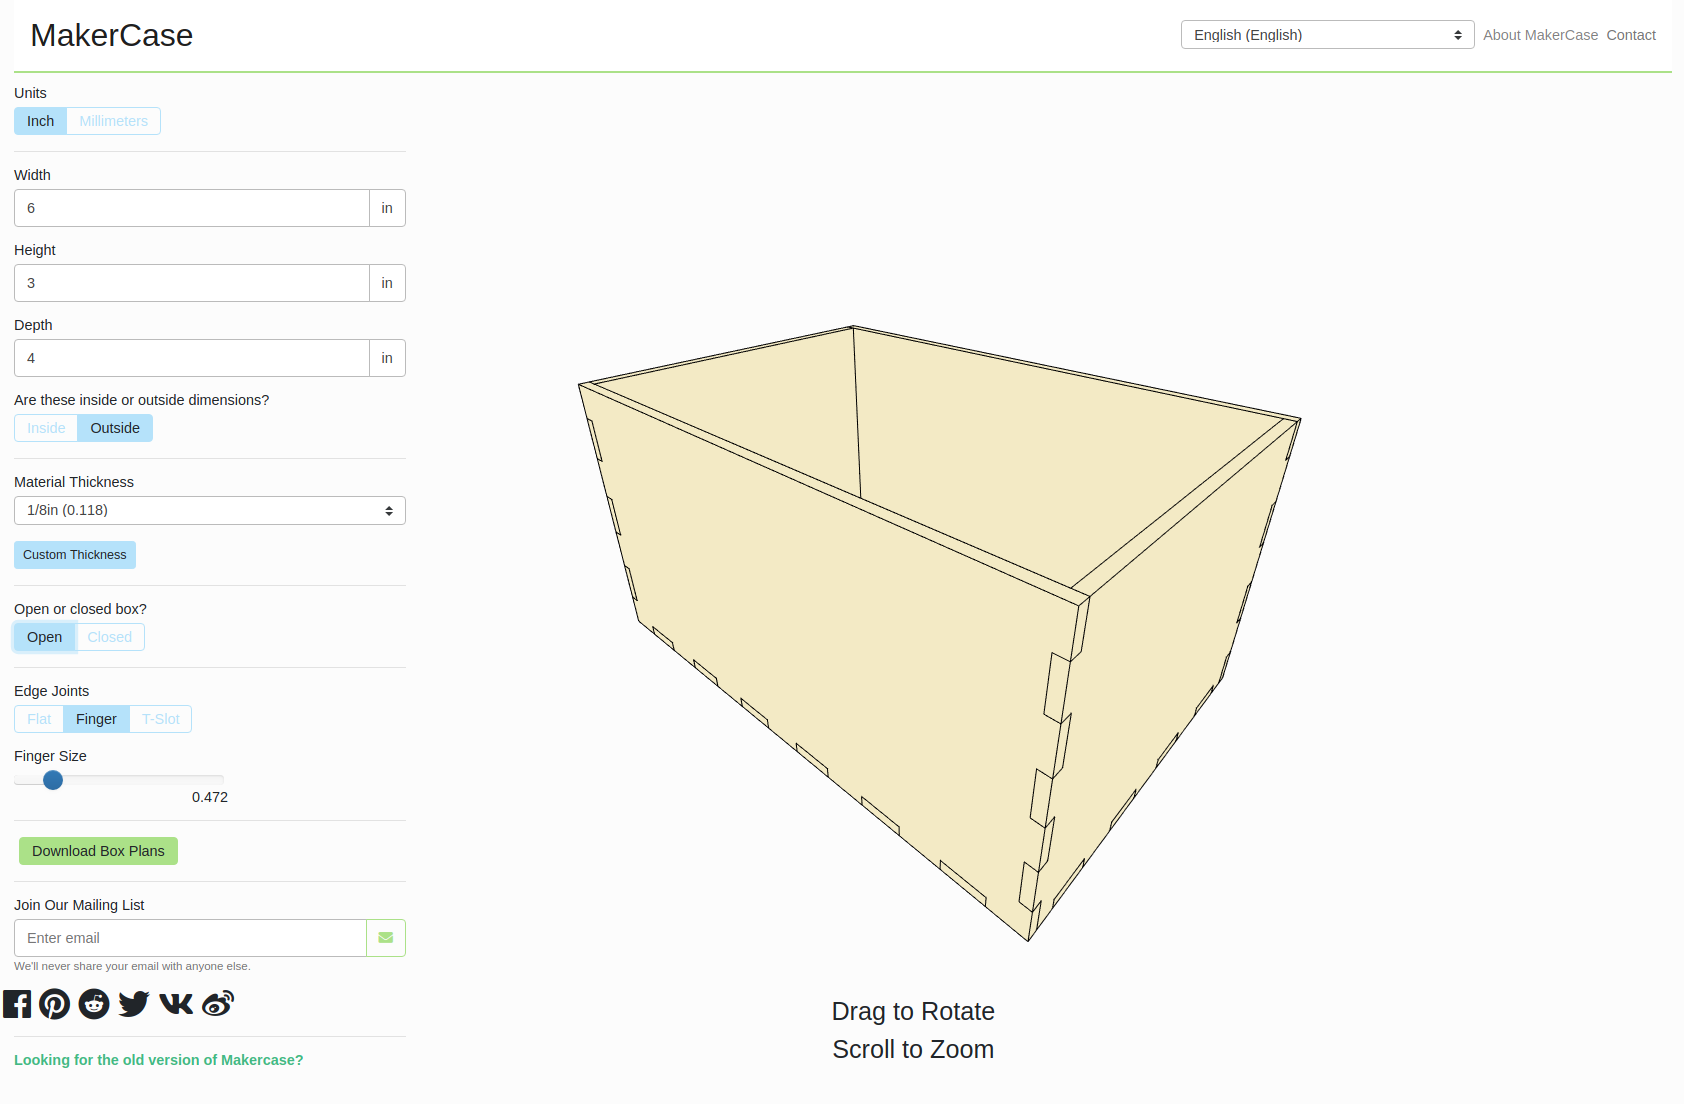 MakerCase
English (English)
About MakerCase Contact
Units
Inch Millimeters
Width
6 in
Height
3 in
Depth
4 in
Are these inside or outside dimensions?
Inside Outside
Material Thickness
1/8in (0.118)
Custom Thickness
Open or closed box?
Open Closed
Edge Joints
Flat Finger T-Slot
Finger Size
0.472
Download Box Plans
Join Our Mailing List
Enter email
We'll never share your email with anyone else.
Looking for the old version of Makercase?
Drag to Rotate
Scroll to Zoom